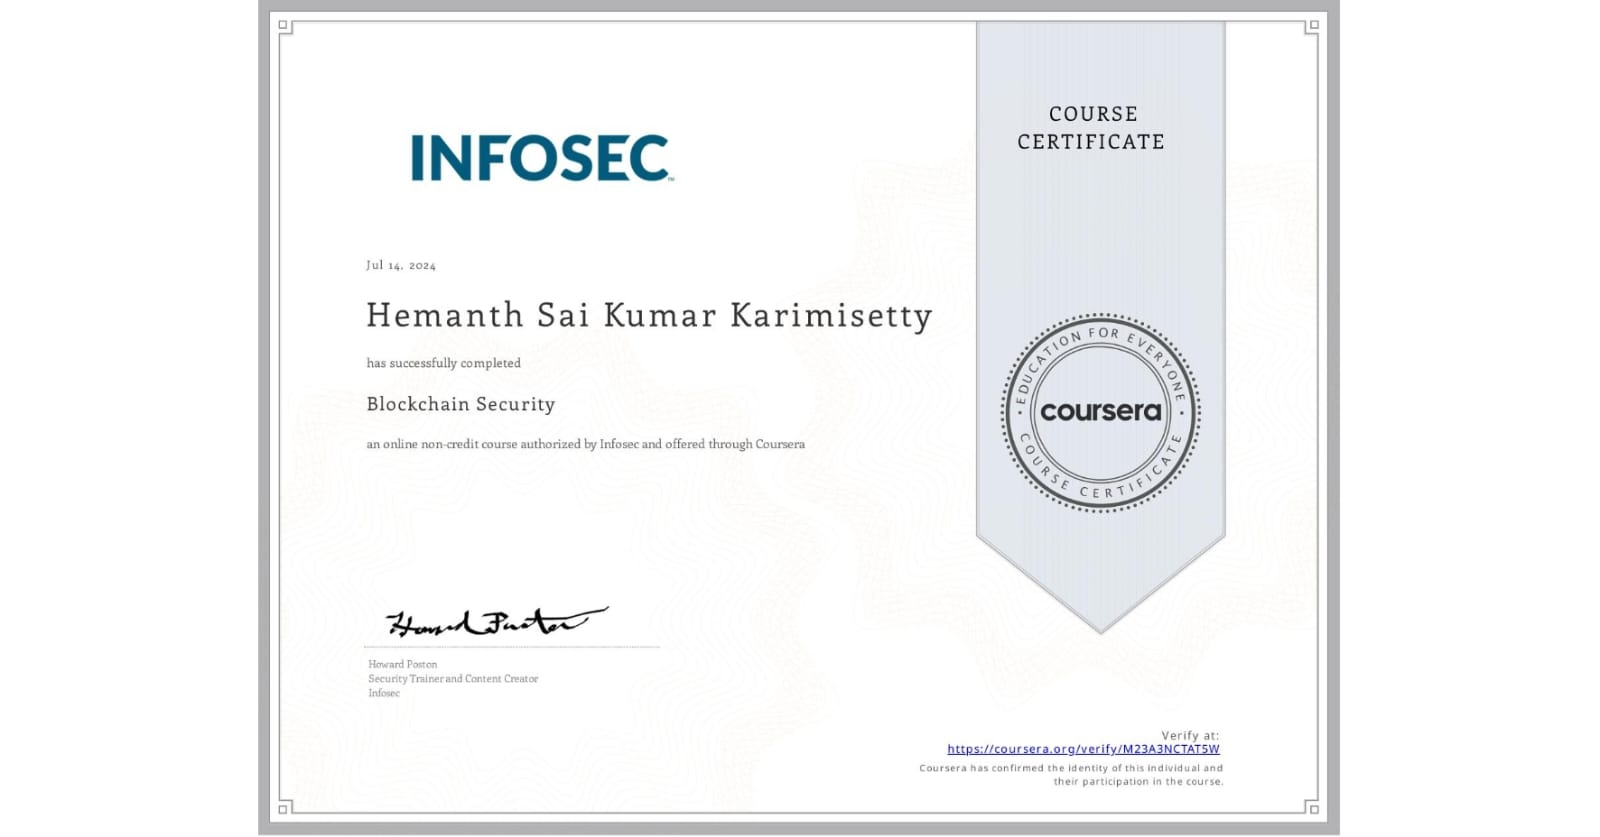 INFOSEC
COURSE
CERTIFICATE
Jul 14, 2024
Hemanth Sai Kumar Karimisetty
has successfully completed
Blockchain Security
an online non-credit course authorized by Infosec and offered through Coursera
EDUCATION FOR EVERYONE
coursera
COURSE CERTIFICATE
Howard Poston
Howard Poston
Security Trainer and Content Creator
Infosec
Verify at:
https://coursera.org/verify/M23A3NCTAT5W
Coursera has confirmed the identity of this individual and
their participation in the course.